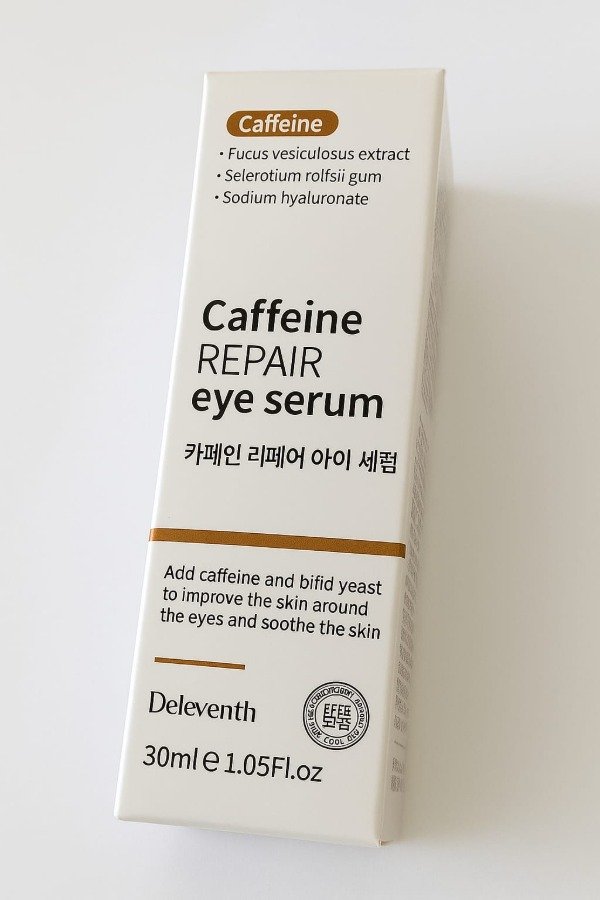 Caffeine
• Fucus vesiculosus extract
• Selerotium rolfsii gum
• Sodium hyaluronate
Caffeine
REPAIR
eye serum
카페인 리페어 아이 세럼
Add caffeine and bifid yeast
to improve the skin around
the eyes and soothe the skin
Deleventh
30ml ℮ 1.05Fl.oz